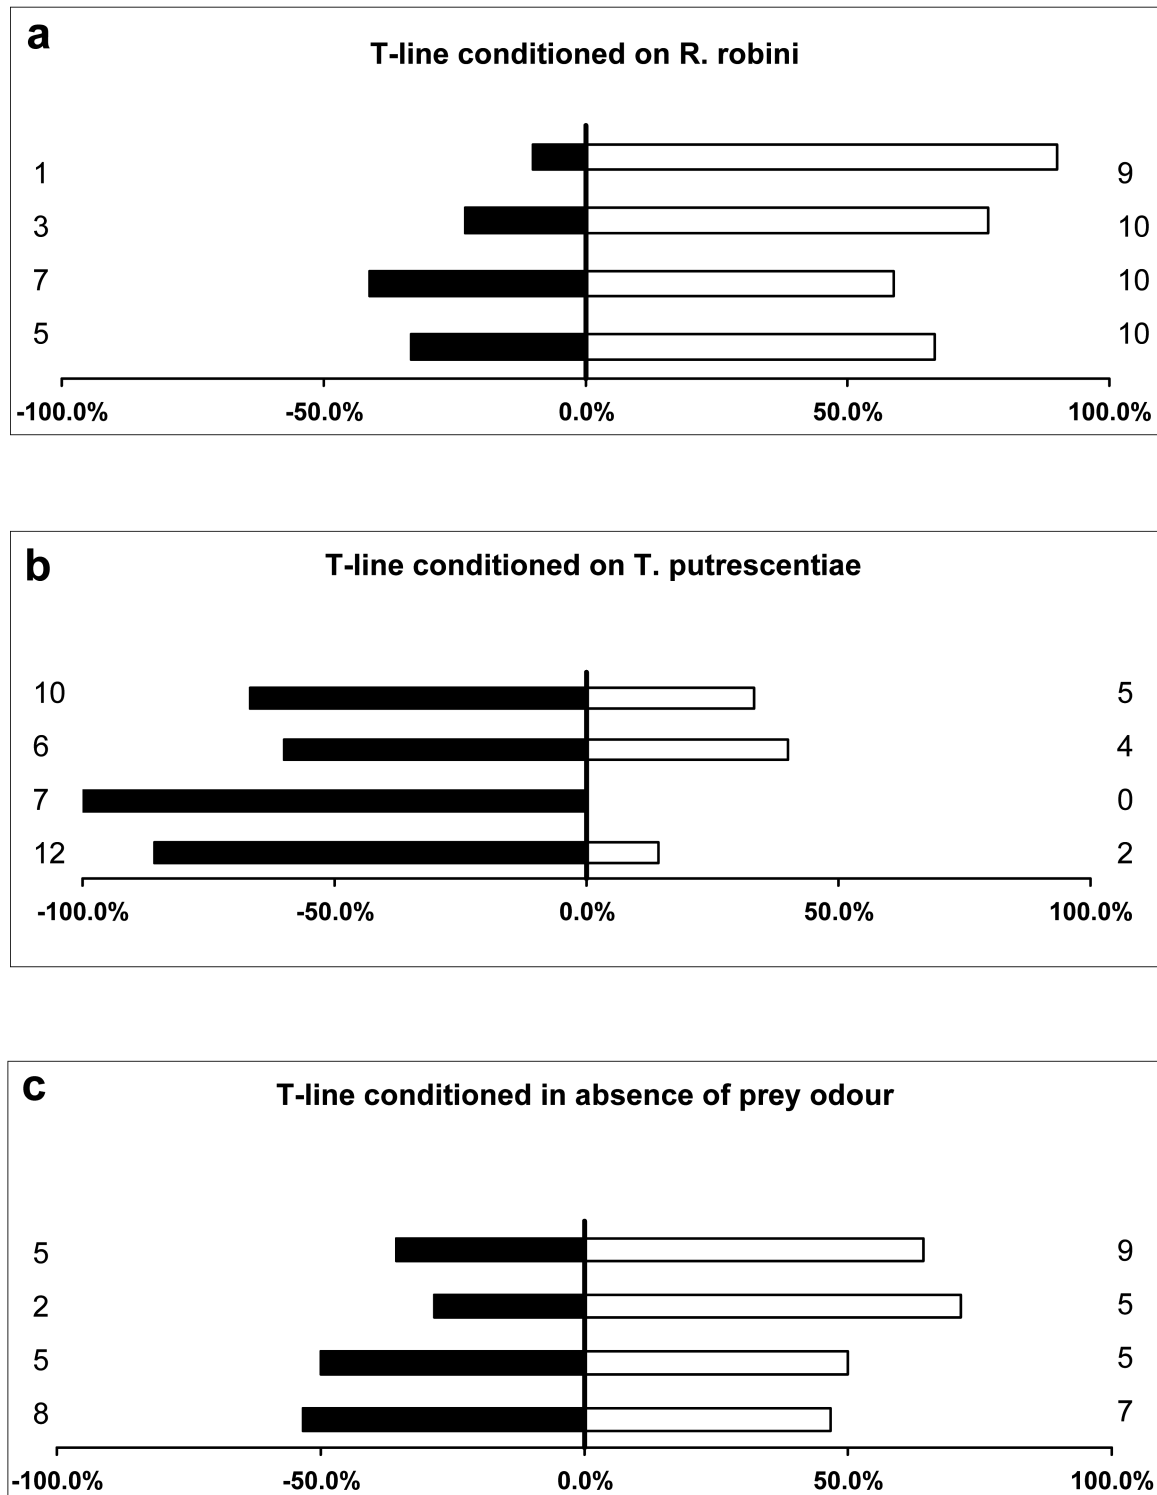 a
T-line conditioned on R. robini
1 9
3 10
7 10
5 10
-100.0% -50.0% 0.0% 50.0% 100.0%
b
T-line conditioned on T. putrescentiae
10 5
6 4
7 0
12 2
-100.0% -50.0% 0.0% 50.0% 100.0%
c
T-line conditioned in absence of prey odour
5 9
2 5
5 5
8 7
-100.0% -50.0% 0.0% 50.0% 100.0%